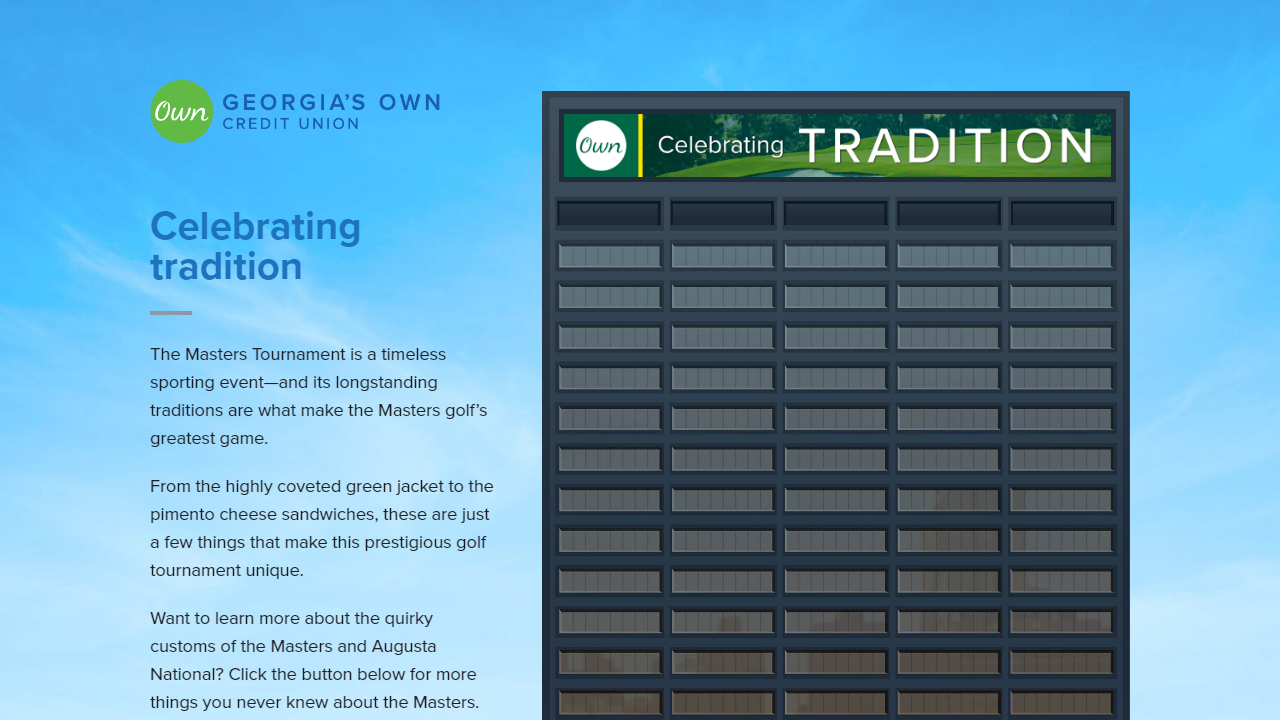 Own
GEORGIA’S OWN
CREDIT UNION
Celebrating
tradition
The Masters Tournament is a timeless
sporting event—and its longstanding
traditions are what make the Masters golf’s
greatest game.
From the highly coveted green jacket to the
pimento cheese sandwiches, these are just
a few things that make this prestigious golf
tournament unique.
Want to learn more about the quirky
customs of the Masters and Augusta
National? Click the button below for more
things you never knew about the Masters.
Own Celebrating TRADITION